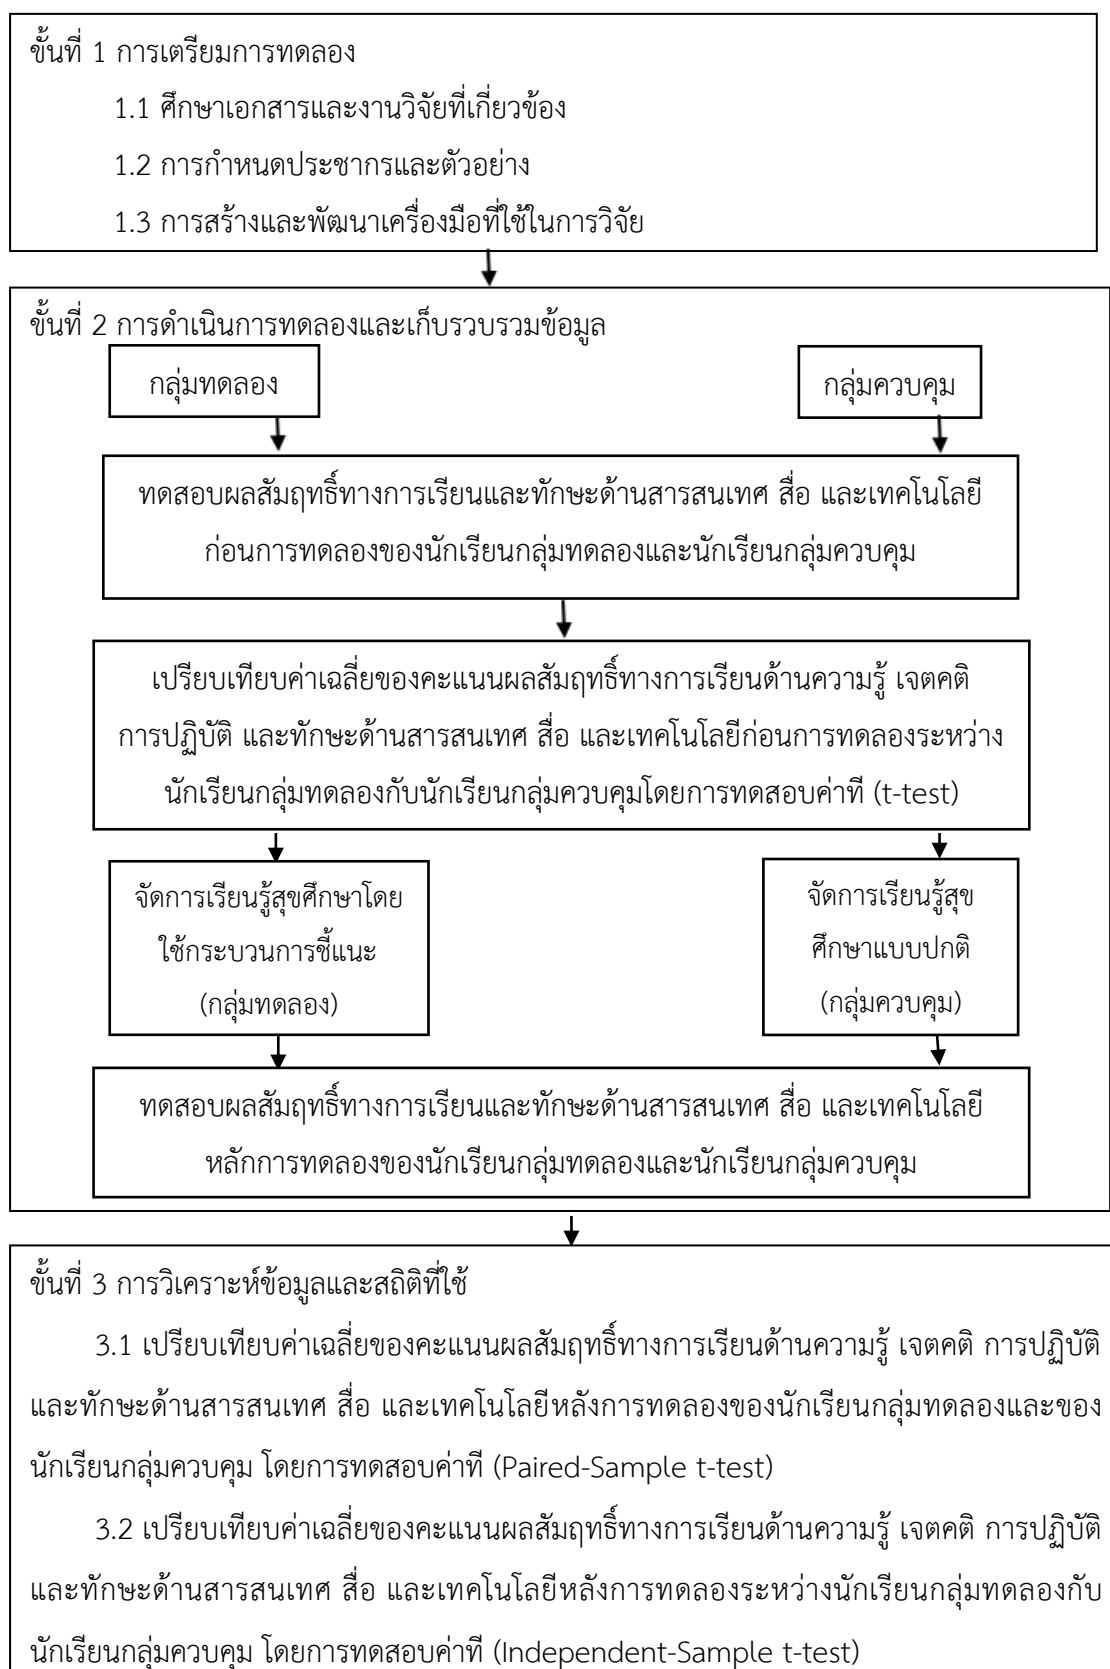 ขั้นที่ 1 การเตรียมการทดลอง
1.1 ศึกษาเอกสารและงานวิจัยที่เกี่ยวข้อง
1.2 การกำหนดประชากรและตัวอย่าง
1.3 การสร้างและพัฒนาเครื่องมือที่ใช้ในการวิจัย
ขั้นที่ 2 การดำเนินการทดลองและเก็บรวบรวมข้อมูล
กลุ่มทดลอง
กลุ่มควบคุม
ทดสอบผลสัมฤทธิ์ทางการเรียนและทักษะด้านสารสนเทศ สื่อ และเทคโนโลยี
ก่อนการทดลองของนักเรียนกลุ่มทดลองและนักเรียนกลุ่มควบคุม
เปรียบเทียบค่าเฉลี่ยของคะแนนผลสัมฤทธิ์ทางการเรียนด้านความรู้ เจตคติ
การปฏิบัติ และทักษะด้านสารสนเทศ สื่อ และเทคโนโลยีก่อนการทดลองระหว่าง
นักเรียนกลุ่มทดลองกับนักเรียนกลุ่มควบคุมโดยการทดสอบค่าที (t-test)
จัดการเรียนรู้สุขศึกษาโดย
ใช้กระบวนการชี้แนะ
(กลุ่มทดลอง)
จัดการเรียนรู้สุข
ศึกษาแบบปกติ
(กลุ่มควบคุม)
ทดสอบผลสัมฤทธิ์ทางการเรียนและทักษะด้านสารสนเทศ สื่อ และเทคโนโลยี
หลักการทดลองของนักเรียนกลุ่มทดลองและนักเรียนกลุ่มควบคุม
ขั้นที่ 3 การวิเคราะห์ข้อมูลและสถิติที่ใช้
3.1 เปรียบเทียบค่าเฉลี่ยของคะแนนผลสัมฤทธิ์ทางการเรียนด้านความรู้ เจตคติ การปฏิบัติ
และทักษะด้านสารสนเทศ สื่อ และเทคโนโลยีหลังการทดลองของนักเรียนกลุ่มทดลองและของ
นักเรียนกลุ่มควบคุม โดยการทดสอบค่าที (Paired-Sample t-test)
3.2 เปรียบเทียบค่าเฉลี่ยของคะแนนผลสัมฤทธิ์ทางการเรียนด้านความรู้ เจตคติ การปฏิบัติ
และทักษะด้านสารสนเทศ สื่อ และเทคโนโลยีหลังการทดลองระหว่างนักเรียนกลุ่มทดลองกับ
นักเรียนกลุ่มควบคุม โดยการทดสอบค่าที (Independent-Sample t-test)